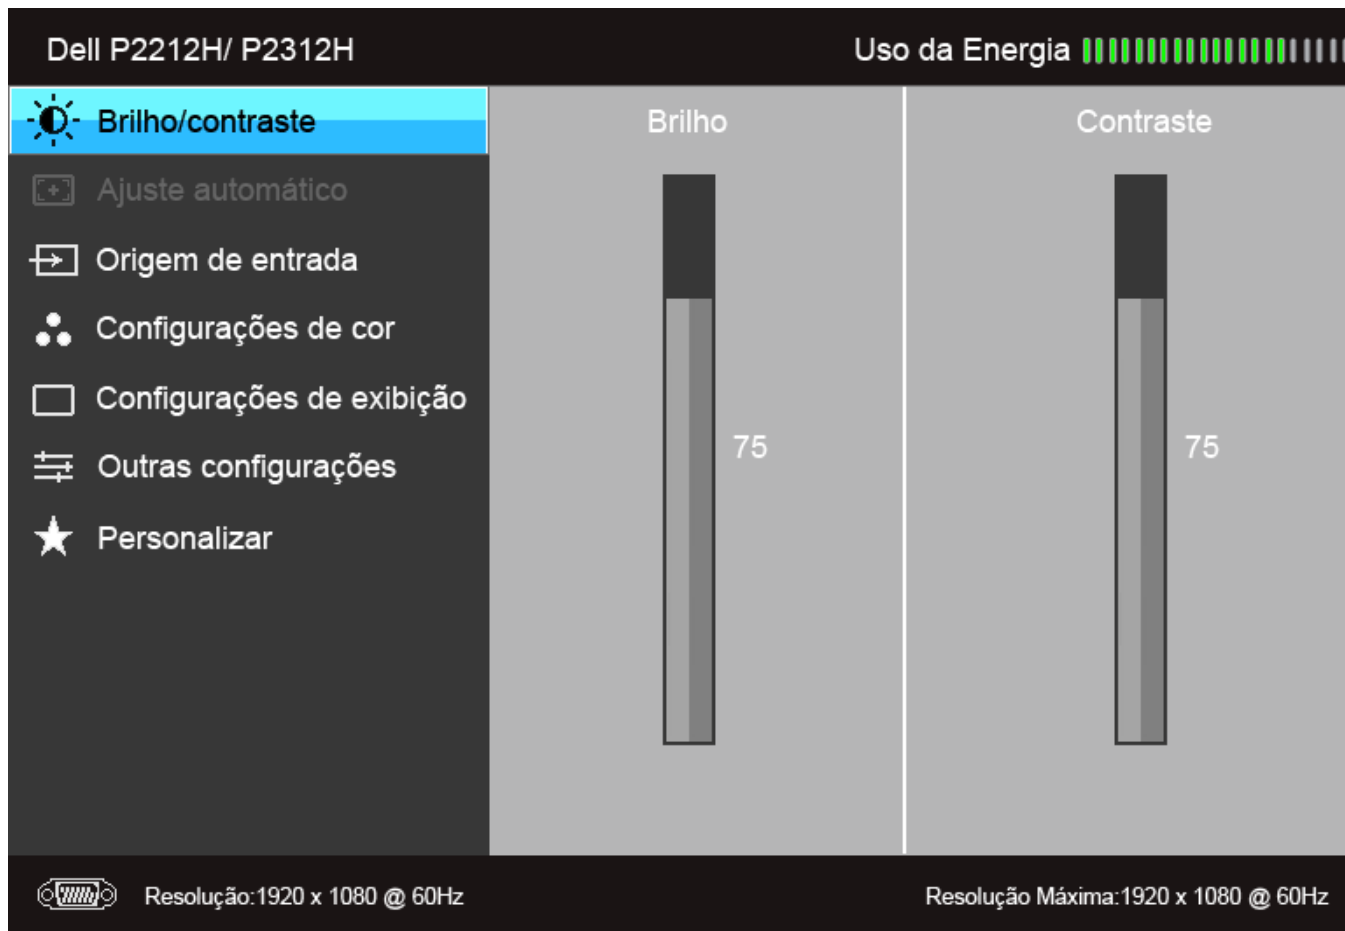 Dell P2212H/ P2312H
Uso da Energia
Brilho/contraste
Ajuste automático
Origem de entrada
Configurações de cor
Configurações de exibição
Outras configurações
Personalizar
Brilho
75
Contraste
75
Resolução:1920 x 1080 @ 60Hz
Resolução Máxima:1920 x 1080 @ 60Hz